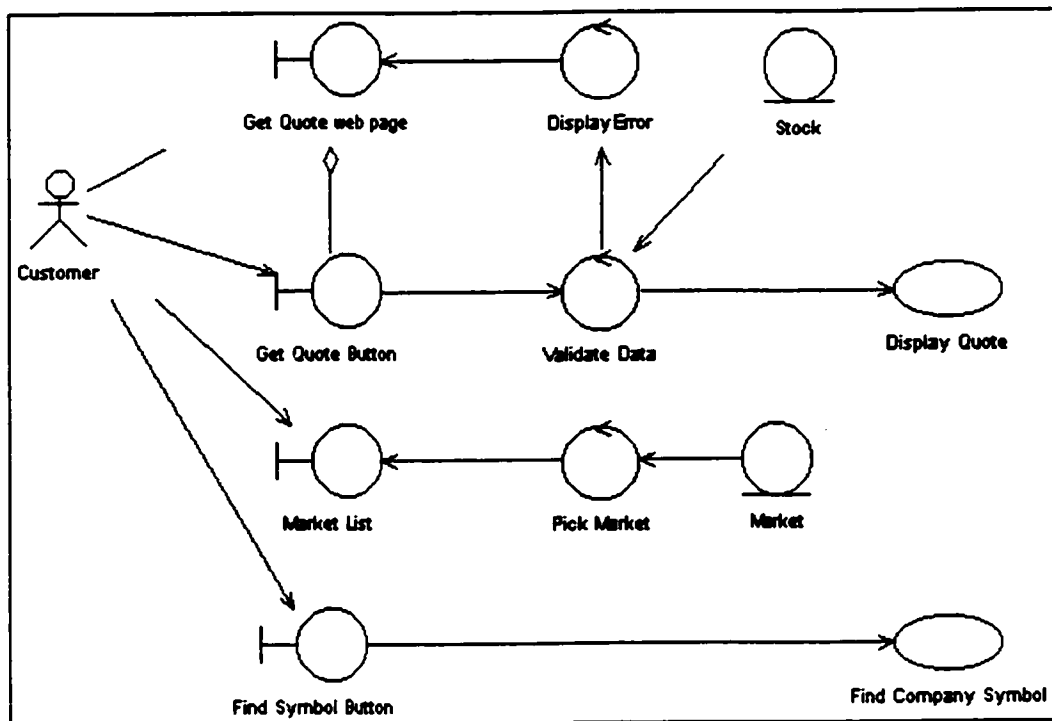 Get Quote web page
Display Error
Stock
Customer
Get Quote Button
Validate Data
Display Quote
Market List
Pick Market
Market
Find Symbol Button
Find Company Symbol